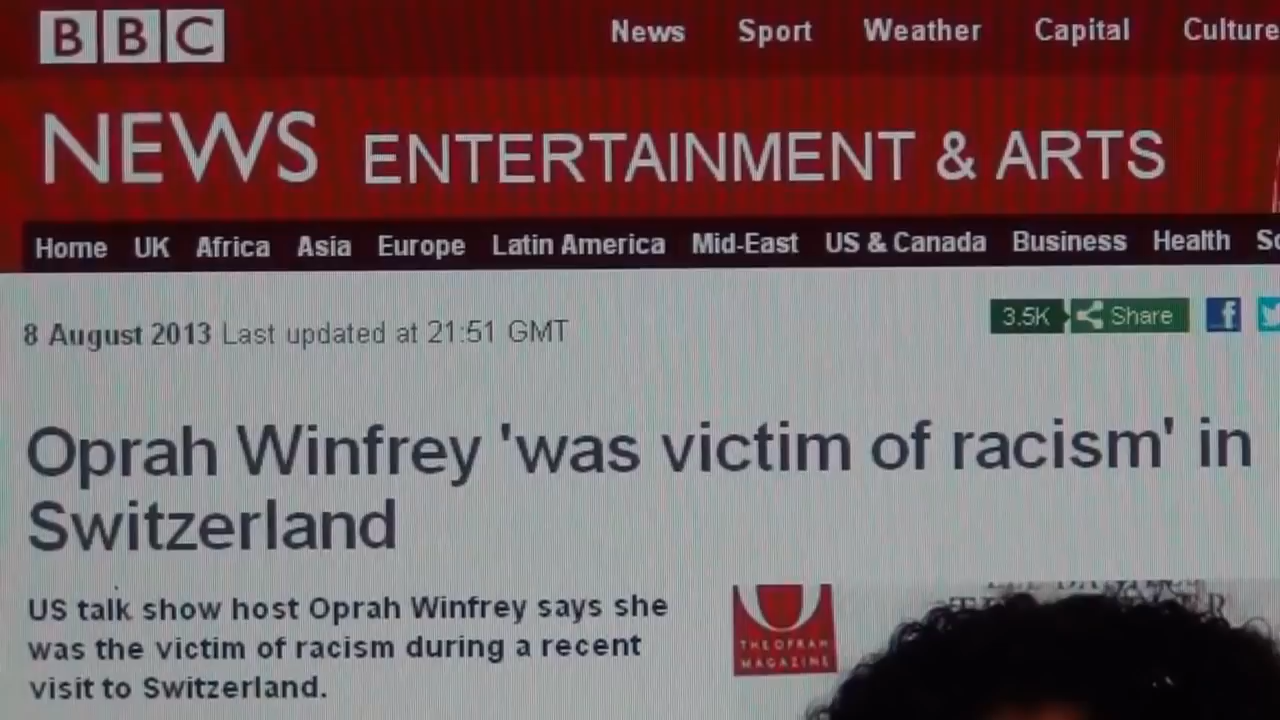 BBC News Sport Weather Capital Culture
NEWS ENTERTAINMENT & ARTS
Home UK Africa Asia Europe Latin America Mid-East US & Canada Business Health
8 August 2013 Last updated at 21:51 GMT
3.5K Share
Oprah Winfrey 'was victim of racism' in
Switzerland
US talk show host Oprah Winfrey says she
was the victim of racism during a recent
visit to Switzerland.
THE OPRAH
MAGAZINE